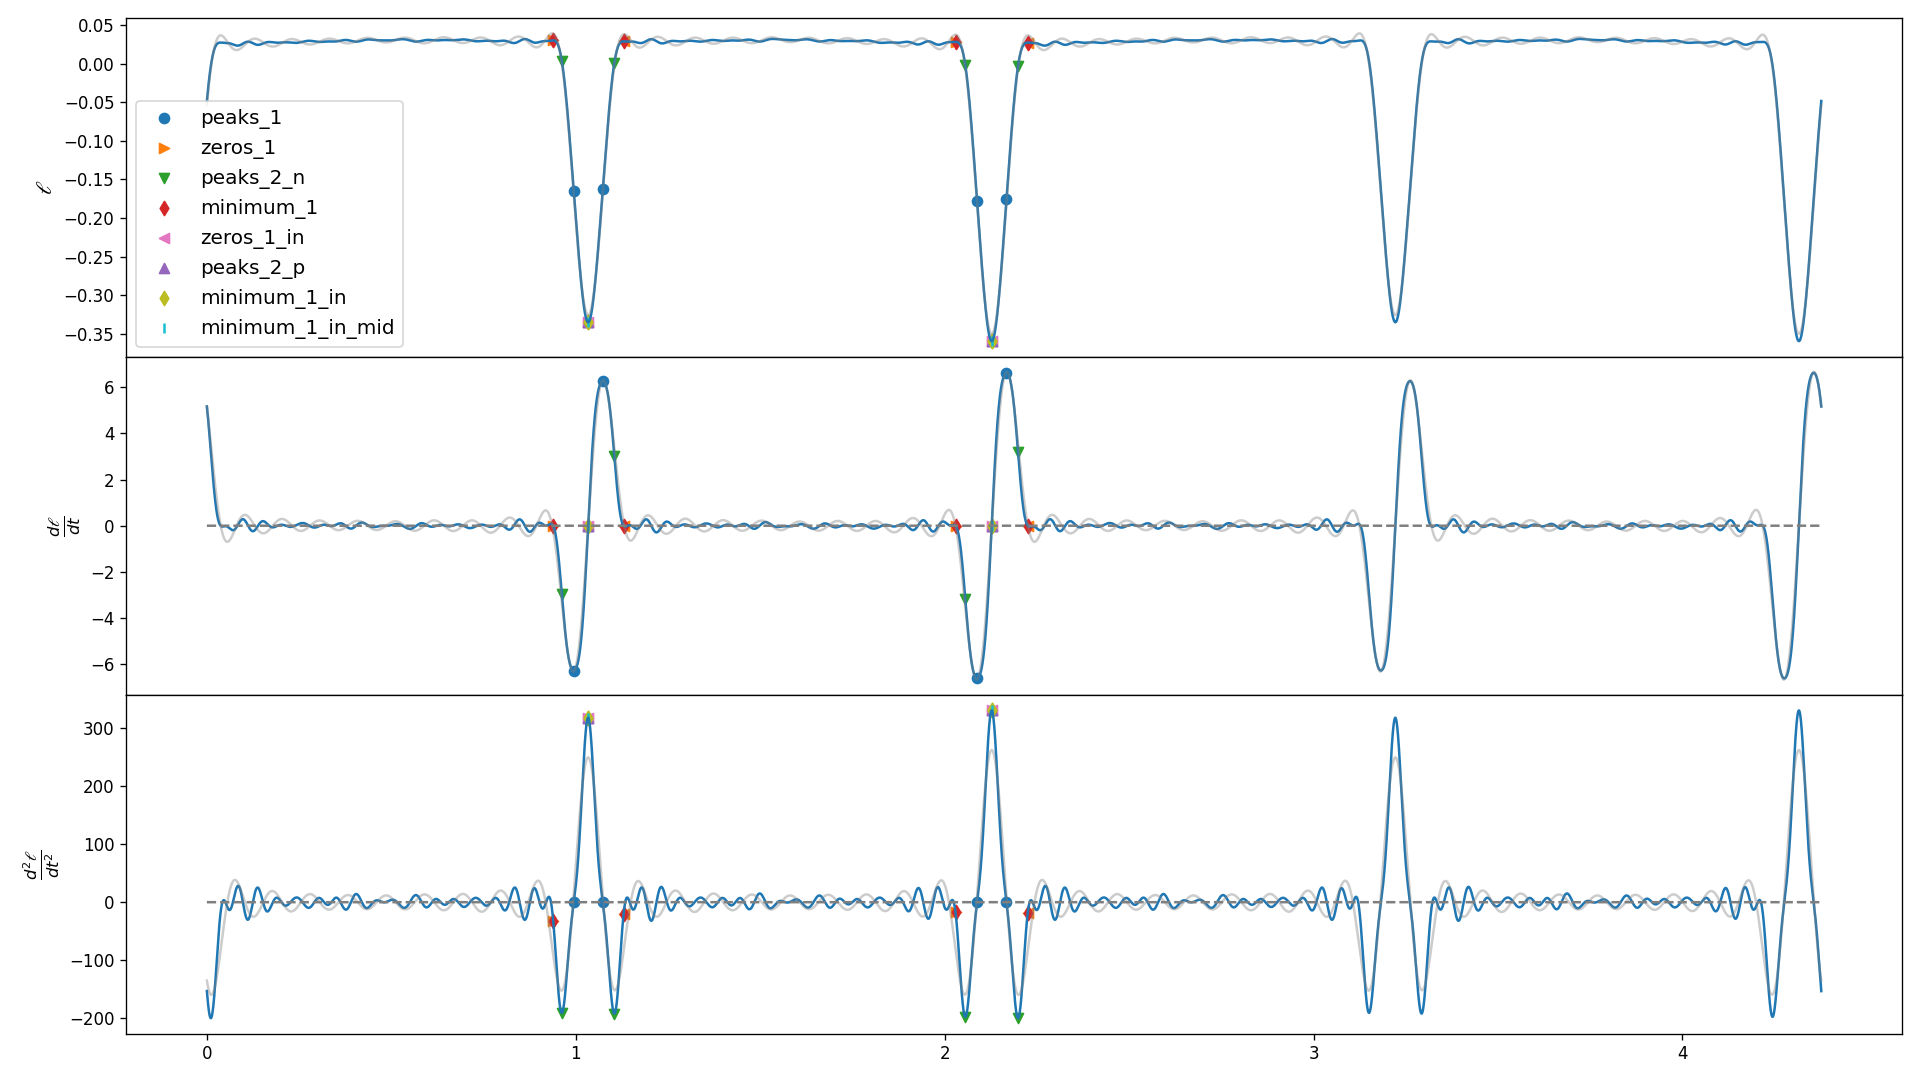 0.05
0.00
−0.05
−0.10
−0.15
−0.20
−0.25
−0.30
−0.35
ℓ
peaks_1
zeros_1
peaks_2_n
minimum_1
zeros_1_in
peaks_2_p
minimum_1_in
minimum_1_in_mid
6
4
2
0
−2
−4
−6
dℓ
dt
300
200
100
0
−100
−200
d²ℓ
dt²
0 1 2 3 4